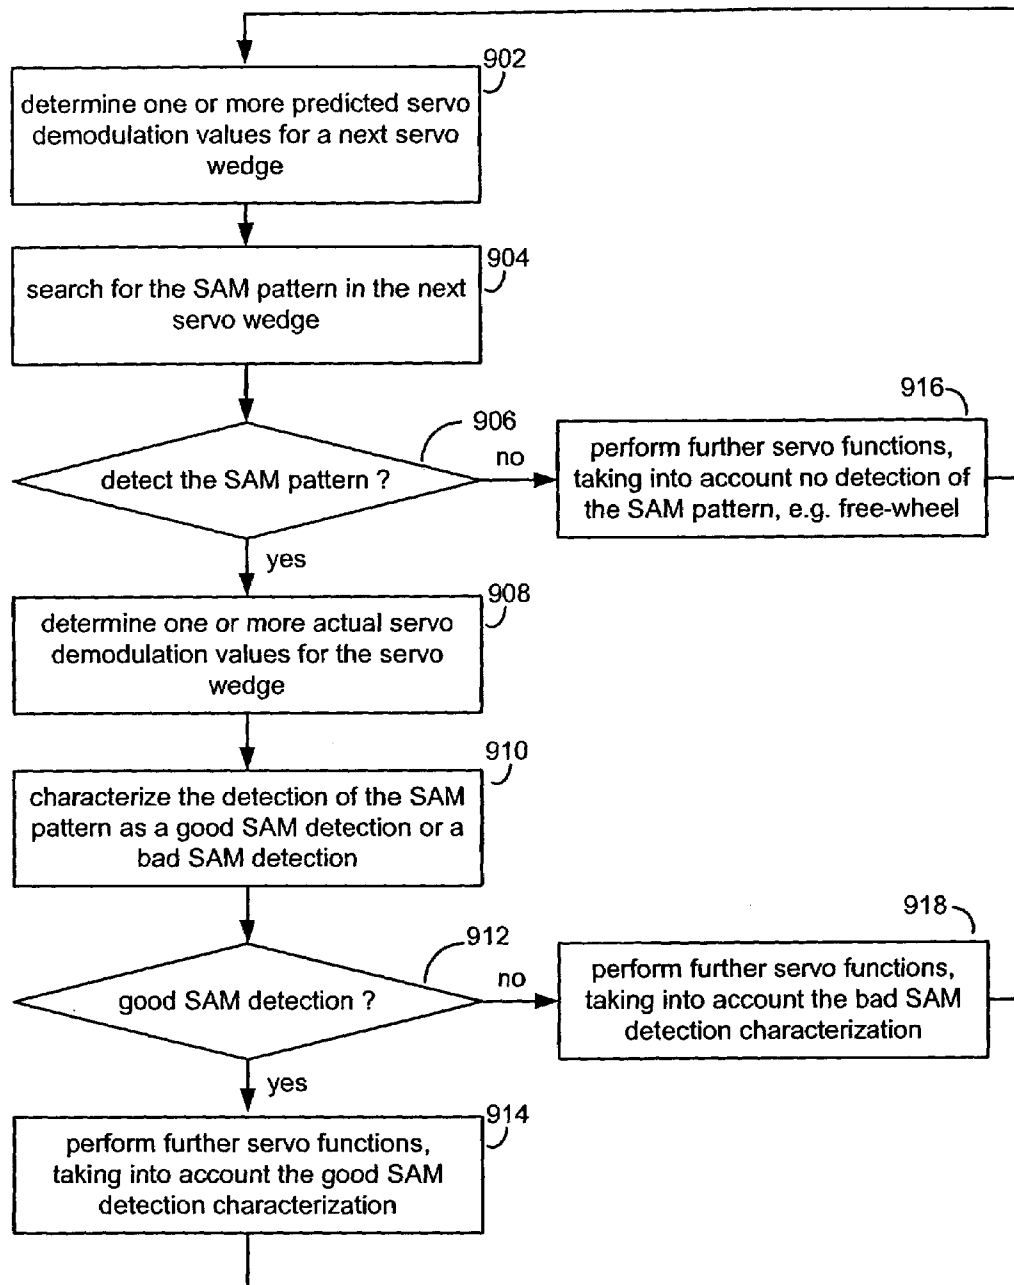 902
determine one or more predicted servo
demodulation values for a next servo
wedge
904
search for the SAM pattern in the next
servo wedge
906
detect the SAM pattern ?
no
yes
916
perform further servo functions,
taking into account no detection of
the SAM pattern, e.g. free-wheel
908
determine one or more actual servo
demodulation values for the servo
wedge
910
characterize the detection of the SAM
pattern as a good SAM detection or a
bad SAM detection
912
good SAM detection ?
no
yes
918
perform further servo functions,
taking into account the bad SAM
detection characterization
914
perform further servo functions,
taking into account the good SAM
detection characterization